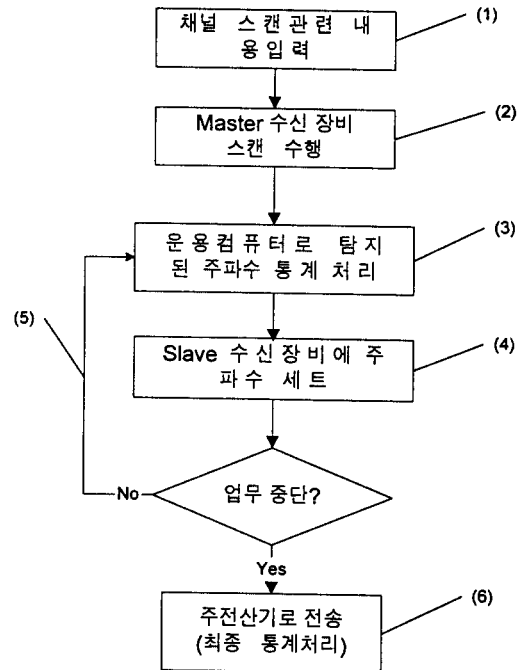 채널 스캔관련 내
용입력
(1)
Master 수신 장비
스캔 수행
(2)
운용컴퓨터로 탐지
된 주파수 통계 처리
(3)
(5)
Slave 수신장비에 주
파수 세트
(4)
업무 중단?
No
Yes
주전산기로 전송
(최종 통계처리)
(6)